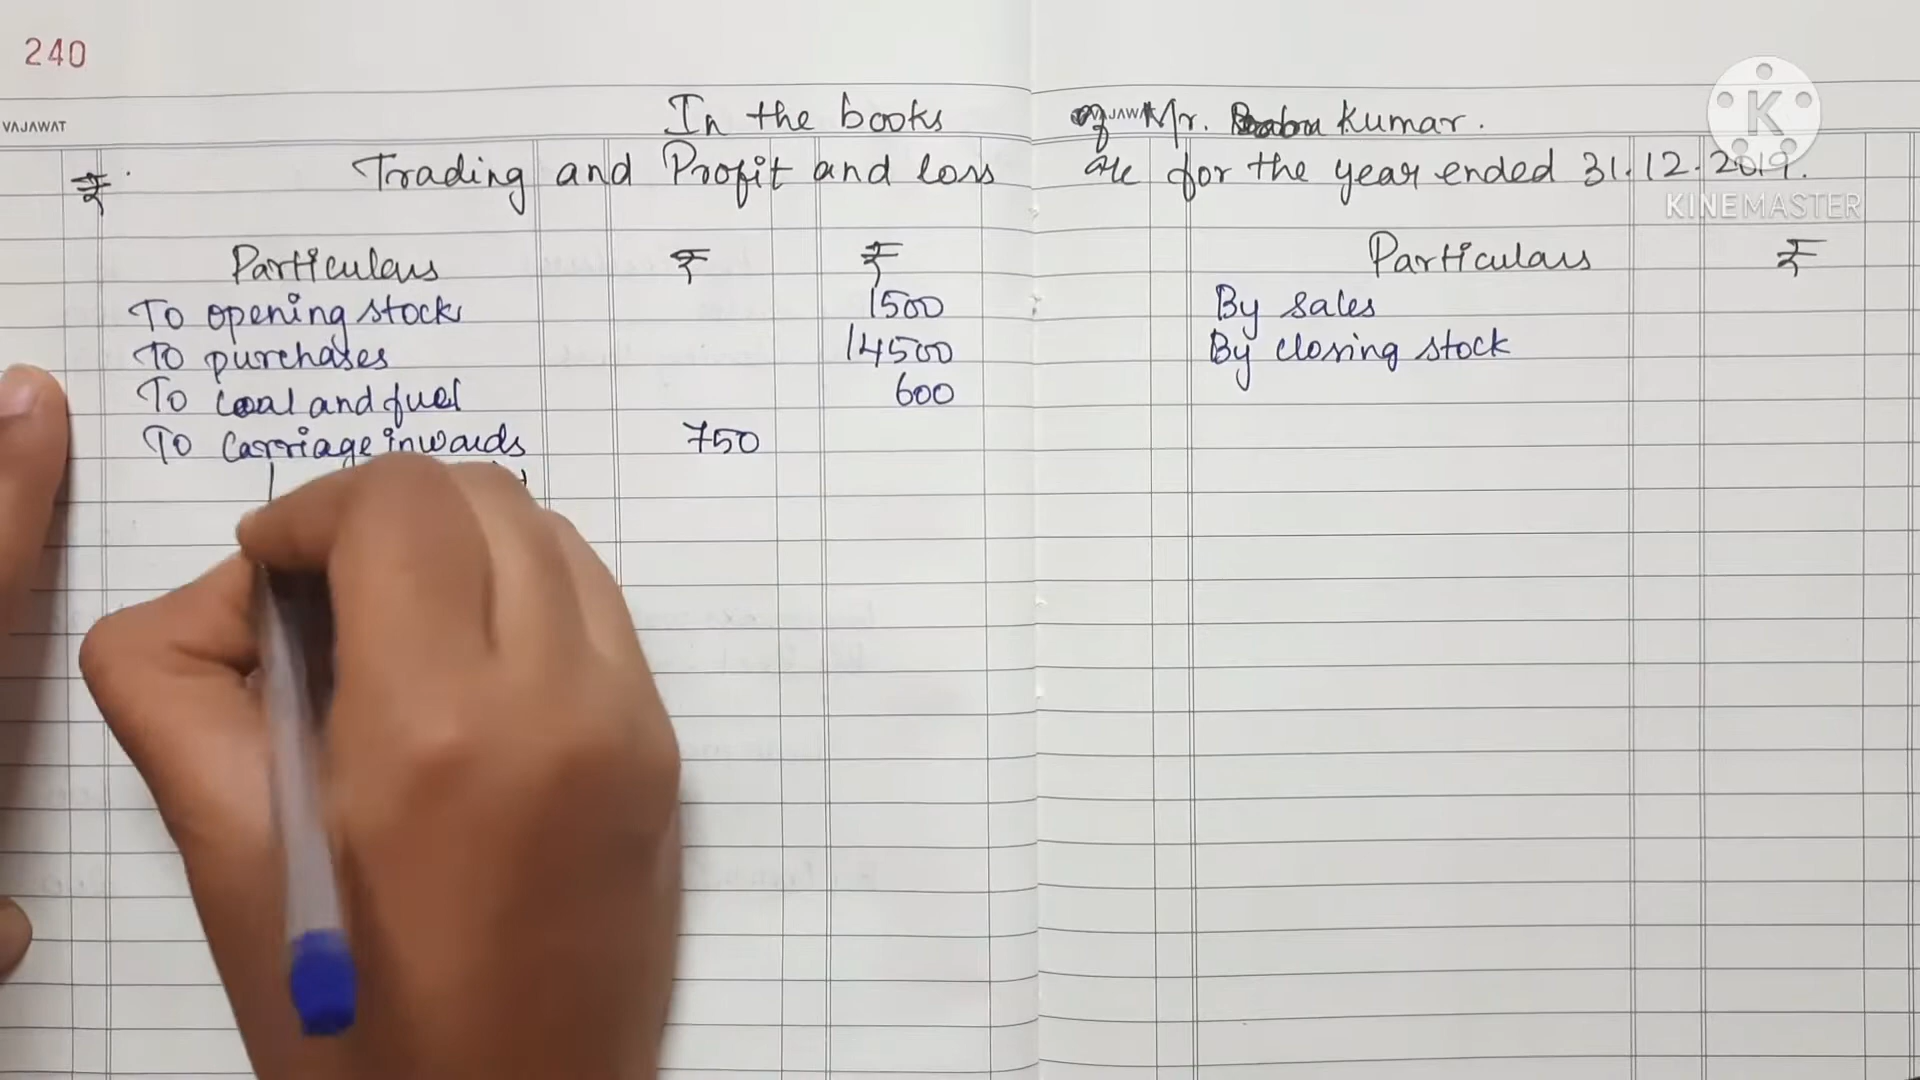 240
VAJAWAT
In the books of Mr. Kumar.
₹ Trading and Profit and loss a/c for the year ended 31.12.2019.
KINEMASTER
Particulars ₹ ₹ Particulars ₹
To opening stock 1500 By sales
To purchases 14500 By closing stock
To coal and fuel 600
To Carriage inwards 750